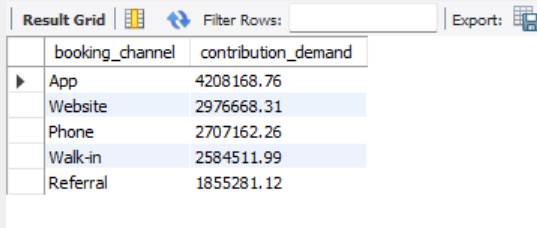 Result Grid Filter Rows: Export:
booking_channel contribution_demand
App 4208168.76
Website 2976668.31
Phone 2707162.26
Walk-in 2584511.99
Referral 1855281.12